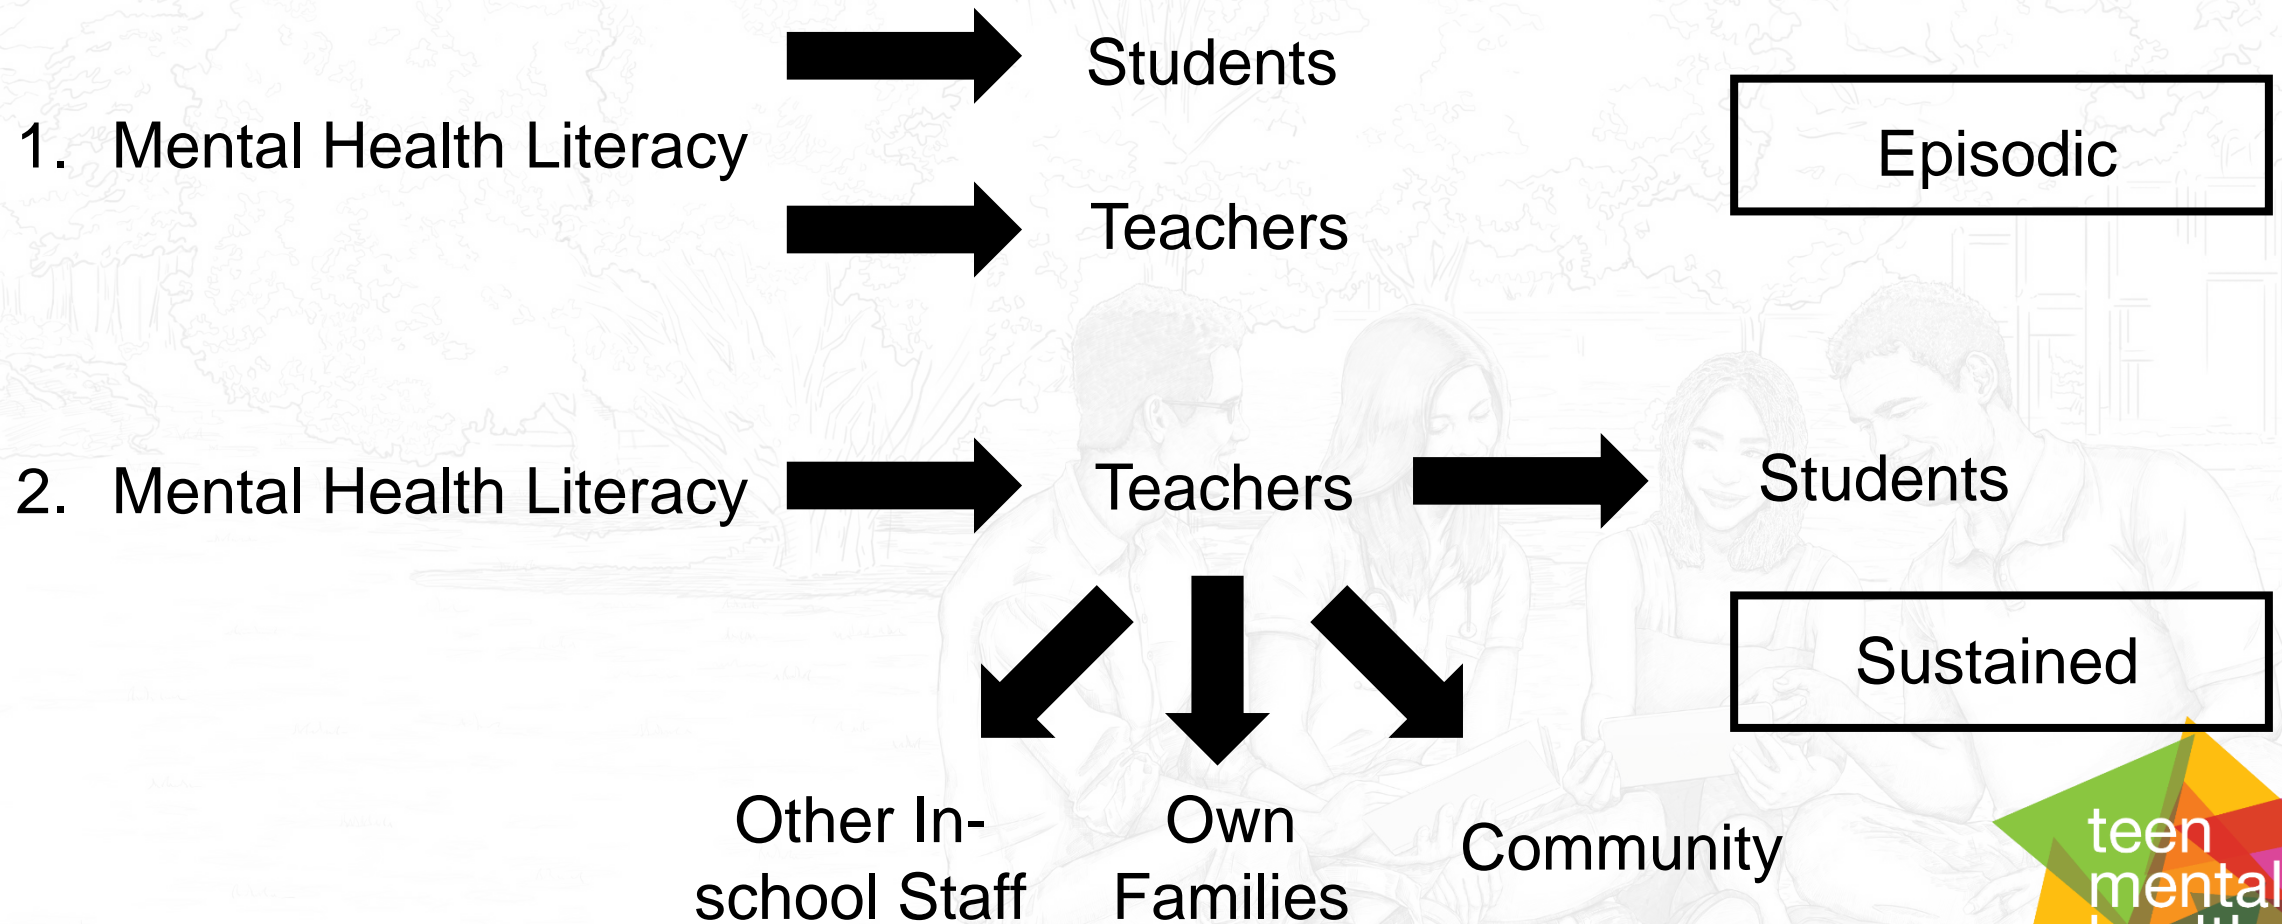 Students
1. Mental Health Literacy
Episodic
Teachers
2. Mental Health Literacy
Teachers
Students
Sustained
Other In-
school Staff
Own
Families
Community
teen
mental